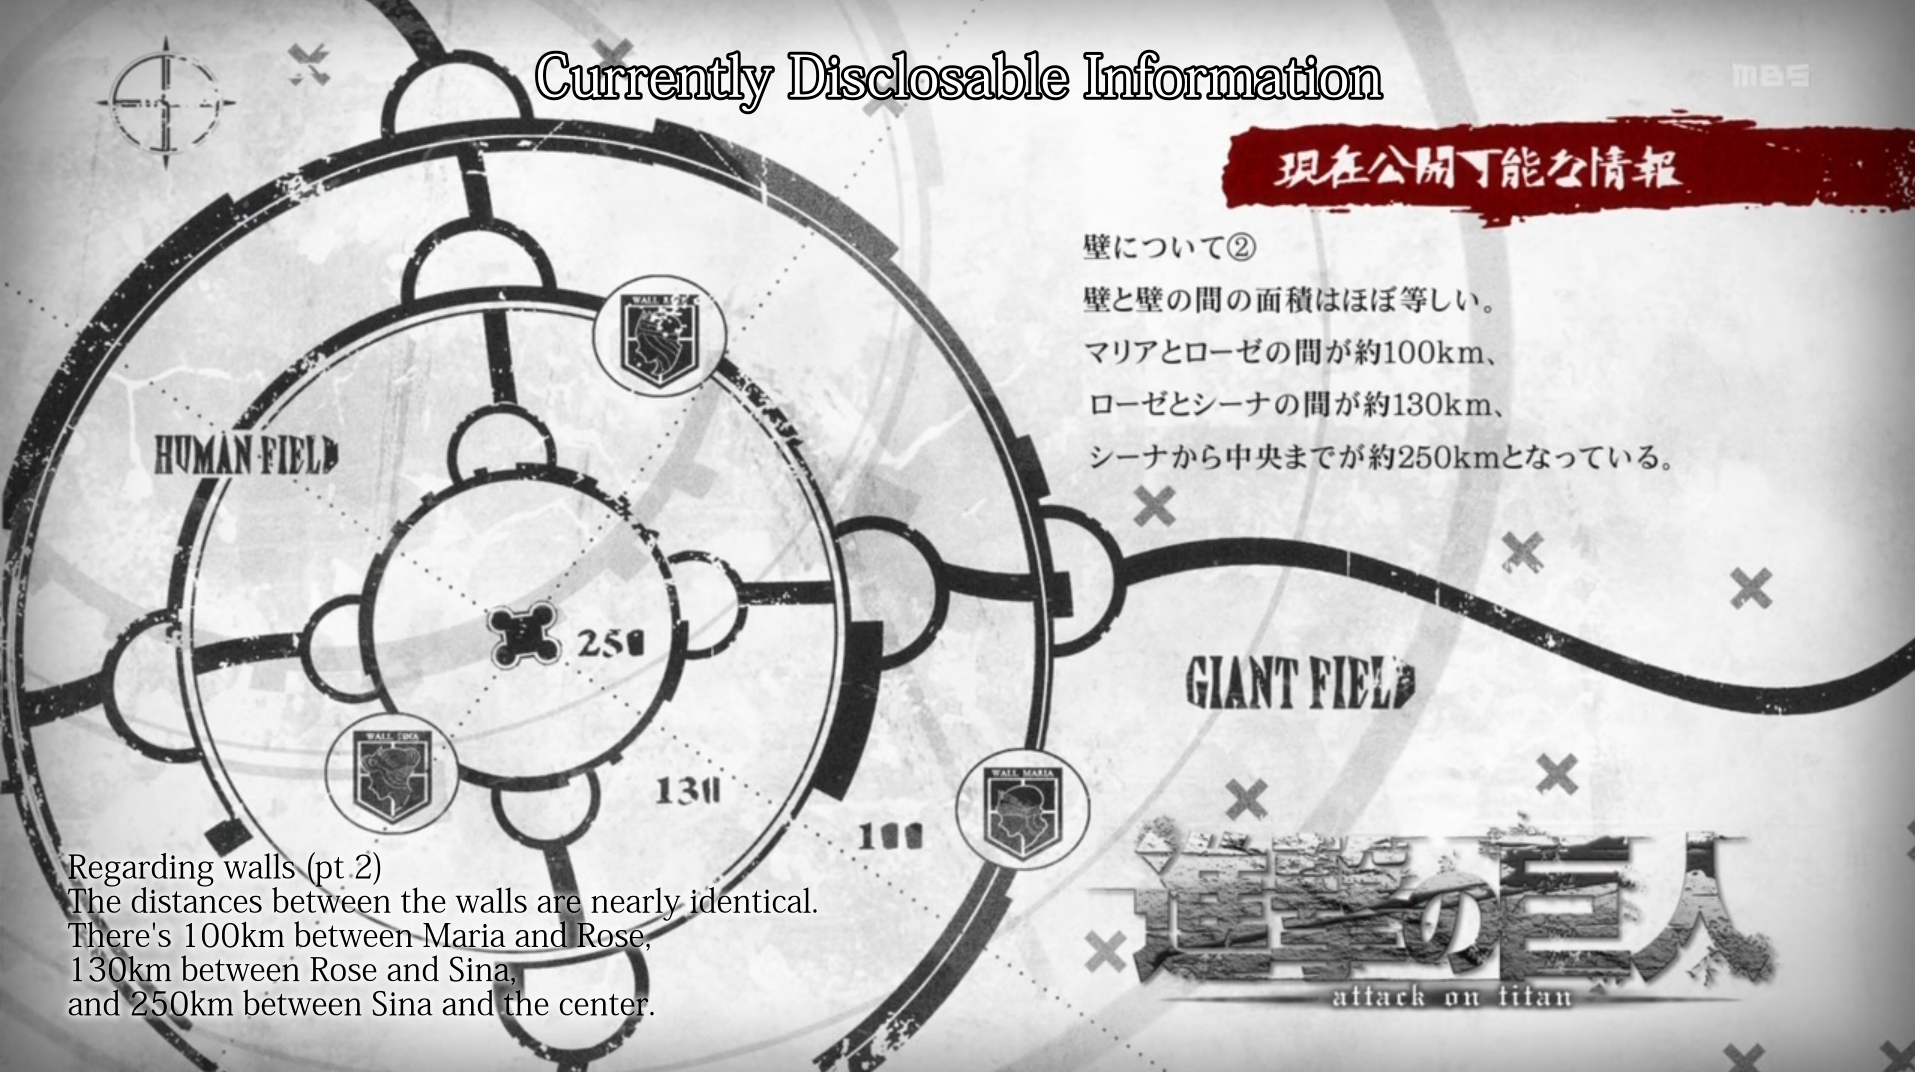 Currently Disclosable Information
MBS
現在公開可能な情報
壁について②
壁と壁の間の面積はほぼ等しい。
マリアとローゼの間が約100km、
ローゼとシーナの間が約130km、
シーナから中央までが約250kmとなっている。
WALL
HUMAN FIELD
25
GIANT FIELD
WALL SINA
13
WALL MARIA
1
進撃の巨人
attack on titan
Regarding walls (pt 2)
The distances between the walls are nearly identical.
There's 100km between Maria and Rose,
130km between Rose and Sina,
and 250km between Sina and the center.